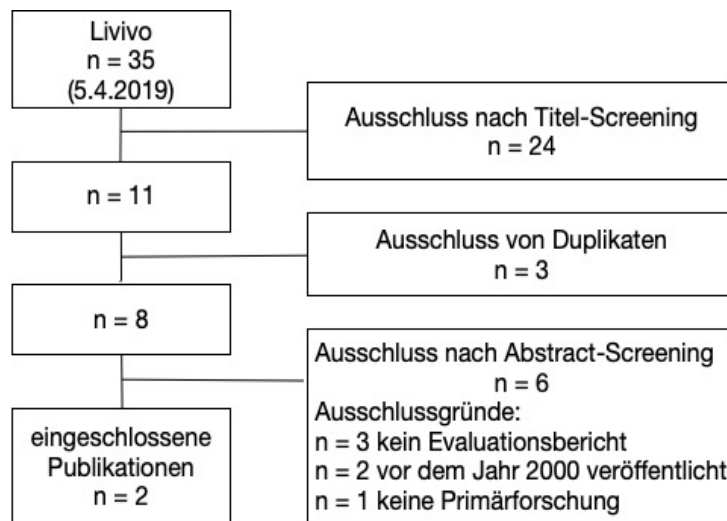 Livivo
n = 35
(5.4.2019)
Ausschluss nach Titel-Screening
n = 24
n = 11
Ausschluss von Duplikaten
n = 3
n = 8
Ausschluss nach Abstract-Screening
n = 6
Ausschlussgründe:
n = 3 kein Evaluationsbericht
n = 2 vor dem Jahr 2000 veröffentlicht
n = 1 keine Primärforschung
eingeschlossene
Publikationen
n = 2